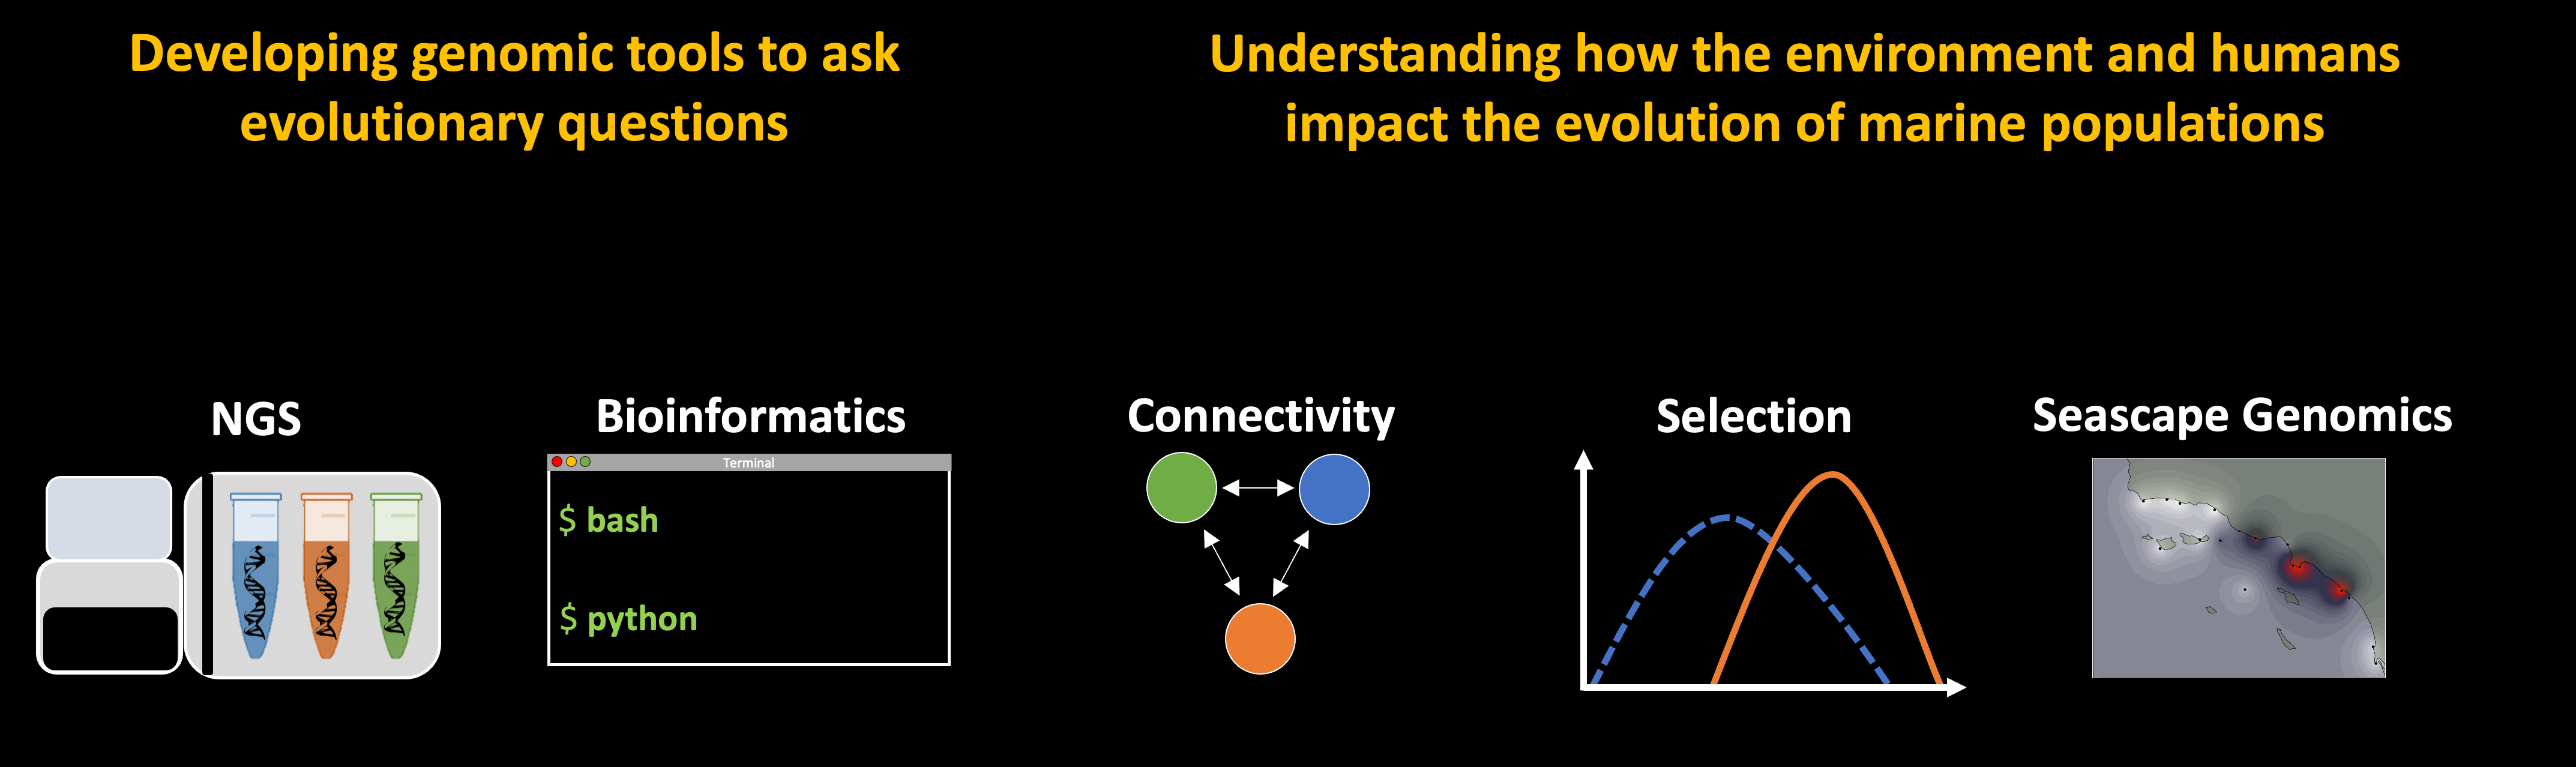 Developing genomic tools to ask
evolutionary questions
Understanding how the environment and humans
impact the evolution of marine populations
NGS
Bioinformatics
Connectivity
Selection
Seascape Genomics
Terminal
$ bash
$ python